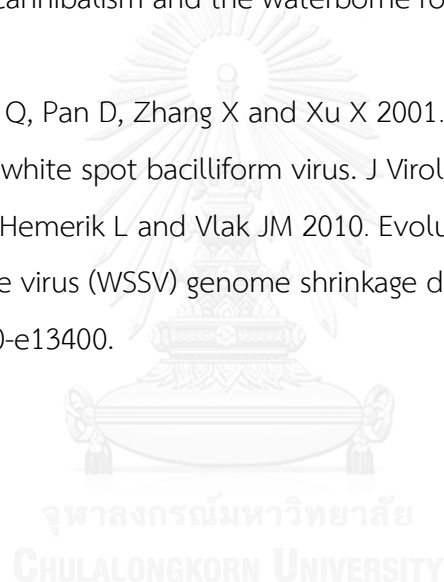 cannibalism and the waterborne ro
Q, Pan D, Zhang X and Xu X 2001.
white spot bacilliform virus. J Virol
Hemerik L and Vlak JM 2010. Evolu
e virus (WSSV) genome shrinkage d
0-e13400.
จุฬาลงกรณ์มหาวิทยาลัย
CHULALONGKORN UNIVERSITY